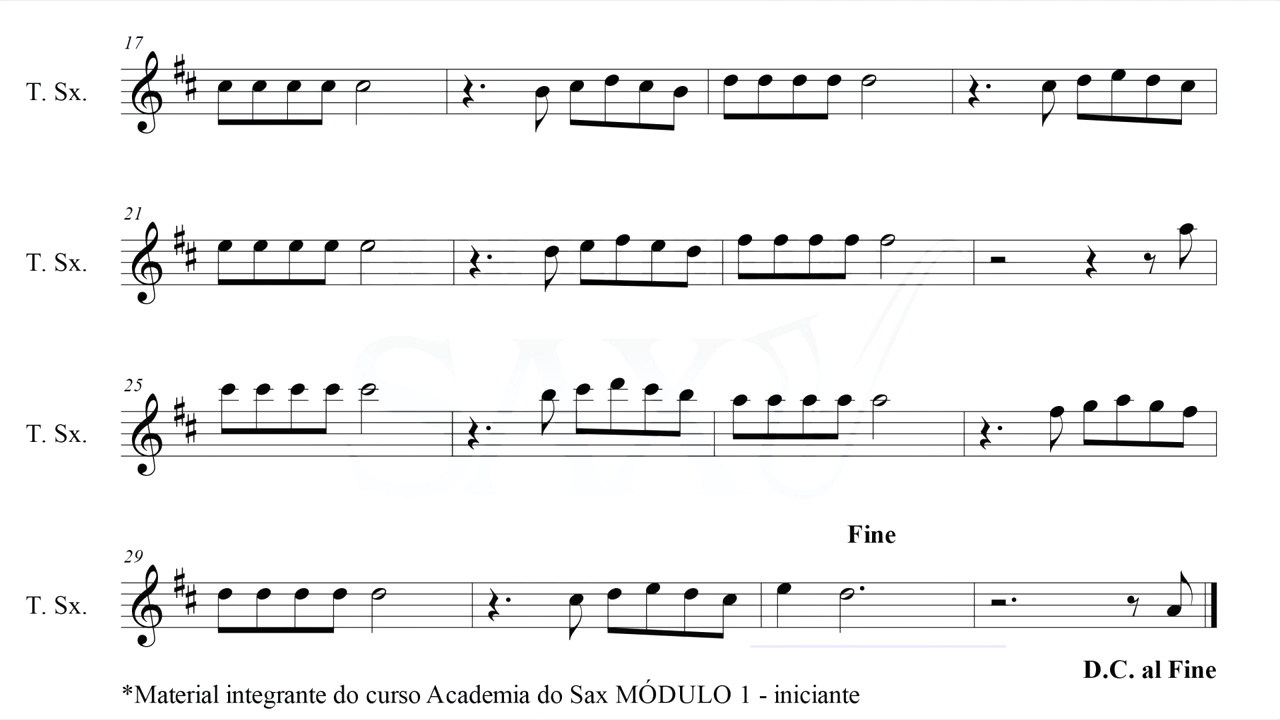 17
T. Sx.
21
T. Sx.
SAX
25
T. Sx.
Fine
29
T. Sx.
D.C. al Fine
*Material integrante do curso Academia do Sax MÓDULO 1 - iniciante